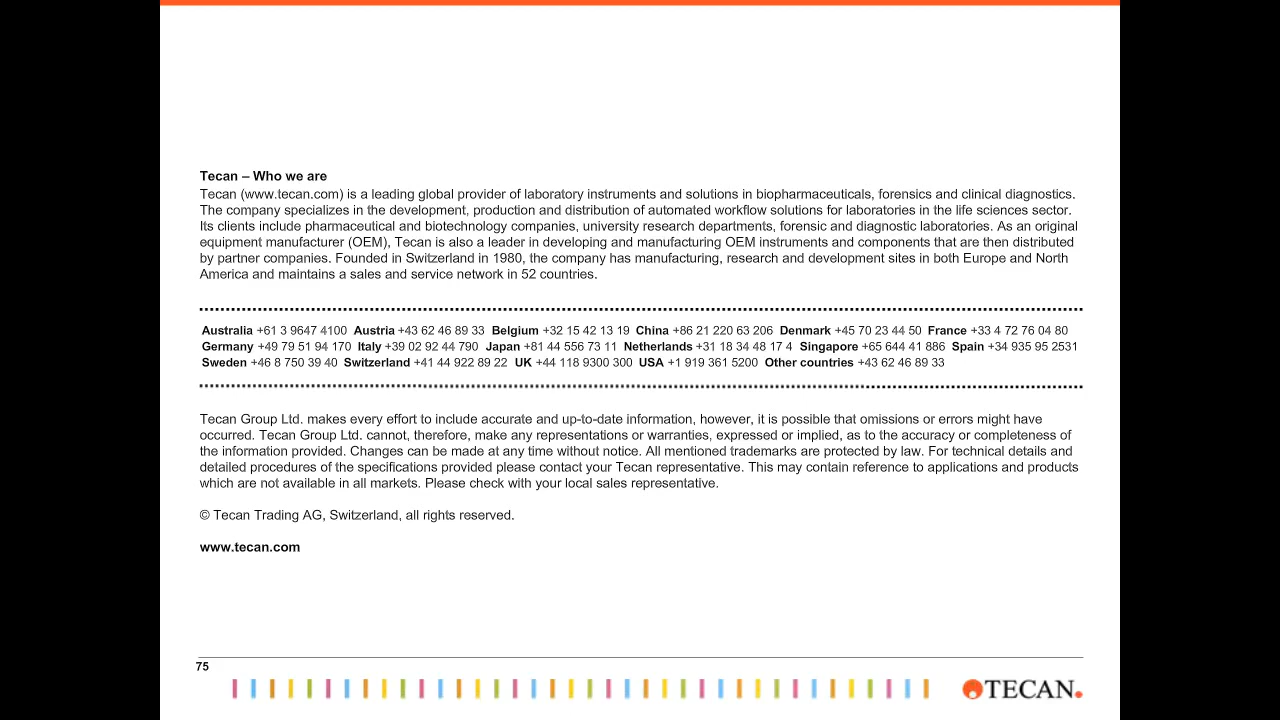 Tecan – Who we are
Tecan (www.tecan.com) is a leading global provider of laboratory instruments and solutions in biopharmaceuticals, forensics and clinical diagnostics.
The company specializes in the development, production and distribution of automated workflow solutions for laboratories in the life sciences sector.
Its clients include pharmaceutical and biotechnology companies, university research departments, forensic and diagnostic laboratories. As an original
equipment manufacturer (OEM), Tecan is also a leader in developing and manufacturing OEM instruments and components that are then distributed
by partner companies. Founded in Switzerland in 1980, the company has manufacturing, research and development sites in both Europe and North
America and maintains a sales and service network in 52 countries.
Australia +61 3 9647 4100 Austria +43 62 46 89 33 Belgium +32 15 42 13 19 China +86 21 220 63 206 Denmark +45 70 23 44 50 France +33 4 72 76 04 80
Germany +49 79 51 94 170 Italy +39 02 92 44 790 Japan +81 44 556 73 11 Netherlands +31 18 34 48 17 4 Singapore +65 644 41 886 Spain +34 935 95 2531
Sweden +46 8 750 39 40 Switzerland +41 44 922 89 22 UK +44 118 9300 300 USA +1 919 361 5200 Other countries +43 62 46 89 33
Tecan Group Ltd. makes every effort to include accurate and up-to-date information, however, it is possible that omissions or errors might have
occurred. Tecan Group Ltd. cannot, therefore, make any representations or warranties, expressed or implied, as to the accuracy or completeness of
the information provided. Changes can be made at any time without notice. All mentioned trademarks are protected by law. For technical details and
detailed procedures of the specifications provided please contact your Tecan representative. This may contain reference to applications and products
which are not available in all markets. Please check with your local sales representative.
© Tecan Trading AG, Switzerland, all rights reserved.
www.tecan.com
75
TECAN.